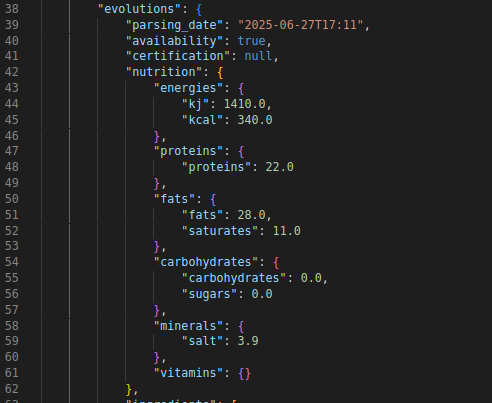 38 "evolutions": {
39 "parsing_date": "2025-06-27T17:11",
40 "availability": true,
41 "certification": null,
42 "nutrition": {
43 "energies": {
44 "kj": 1410.0,
45 "kcal": 340.0
46 },
47 "proteins": {
48 "proteins": 22.0
49 },
50 "fats": {
51 "fats": 28.0,
52 "saturates": 11.0
53 },
54 "carbohydrates": {
55 "carbohydrates": 0.0,
56 "sugars": 0.0
57 },
58 "minerals": {
59 "salt": 3.9
60 },
61 "vitamins": {}
62 },
63 "ingredients": {